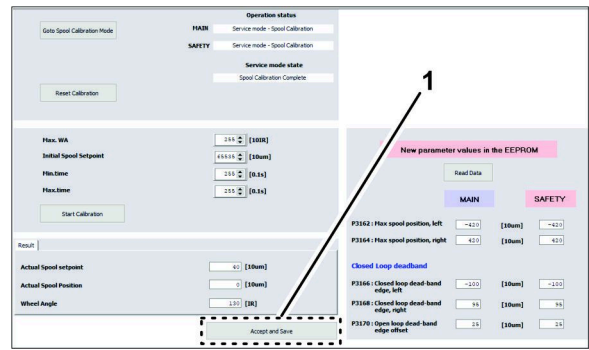 Operation status
Goto Spool Calibration Mode
MAIN Service mode - Spool Calibration
SAFETY Service mode - Spool Calibration
Service mode state
Spool Calibration Complete
Reset Calibration
1
Max. WA 255 [10IR]
Initial Spool Setpoint 65535 [10um]
Min.time 255 [0.1s]
Max.time 255 [0.1s]
Start Calibration
Result
Actual Spool setpoint 40 [10um]
Actual Spool Position 0 [10um]
Wheel Angle 130 [IR]
Accept and Save
New parameter values in the EEPROM
Read Data
MAIN SAFETY
P3162 : Max spool position, left -420 [10um] -420
P3164 : Max spool position, right 420 [10um] 420
Closed Loop deadband
P3166 : Closed loop dead-band
edge, left -100 [10um] -100
P3168 : Closed loop dead-band
edge, right 95 [10um] 95
P3170 : Open loop dead-band
edge offset 25 [10um] 25